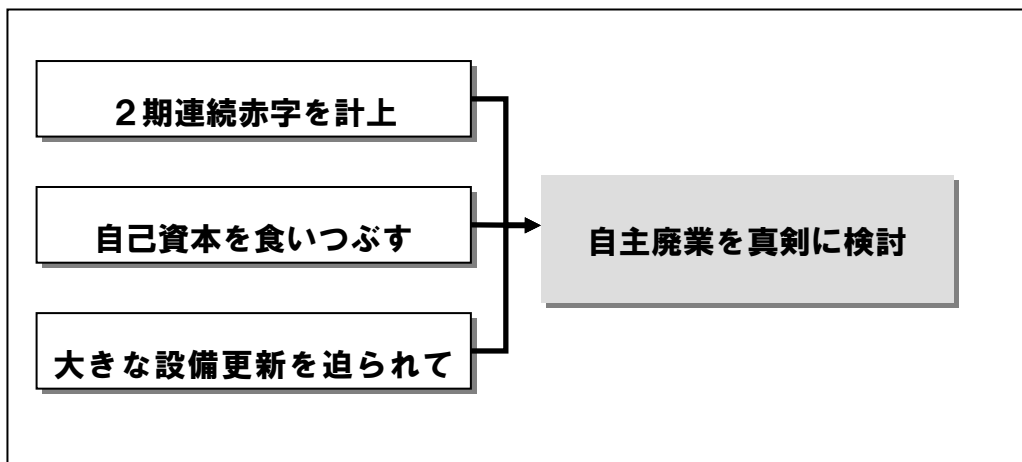 ２期連続赤字を計上
自己資本を食いつぶす
自主廃業を真剣に検討
大きな設備更新を迫られて